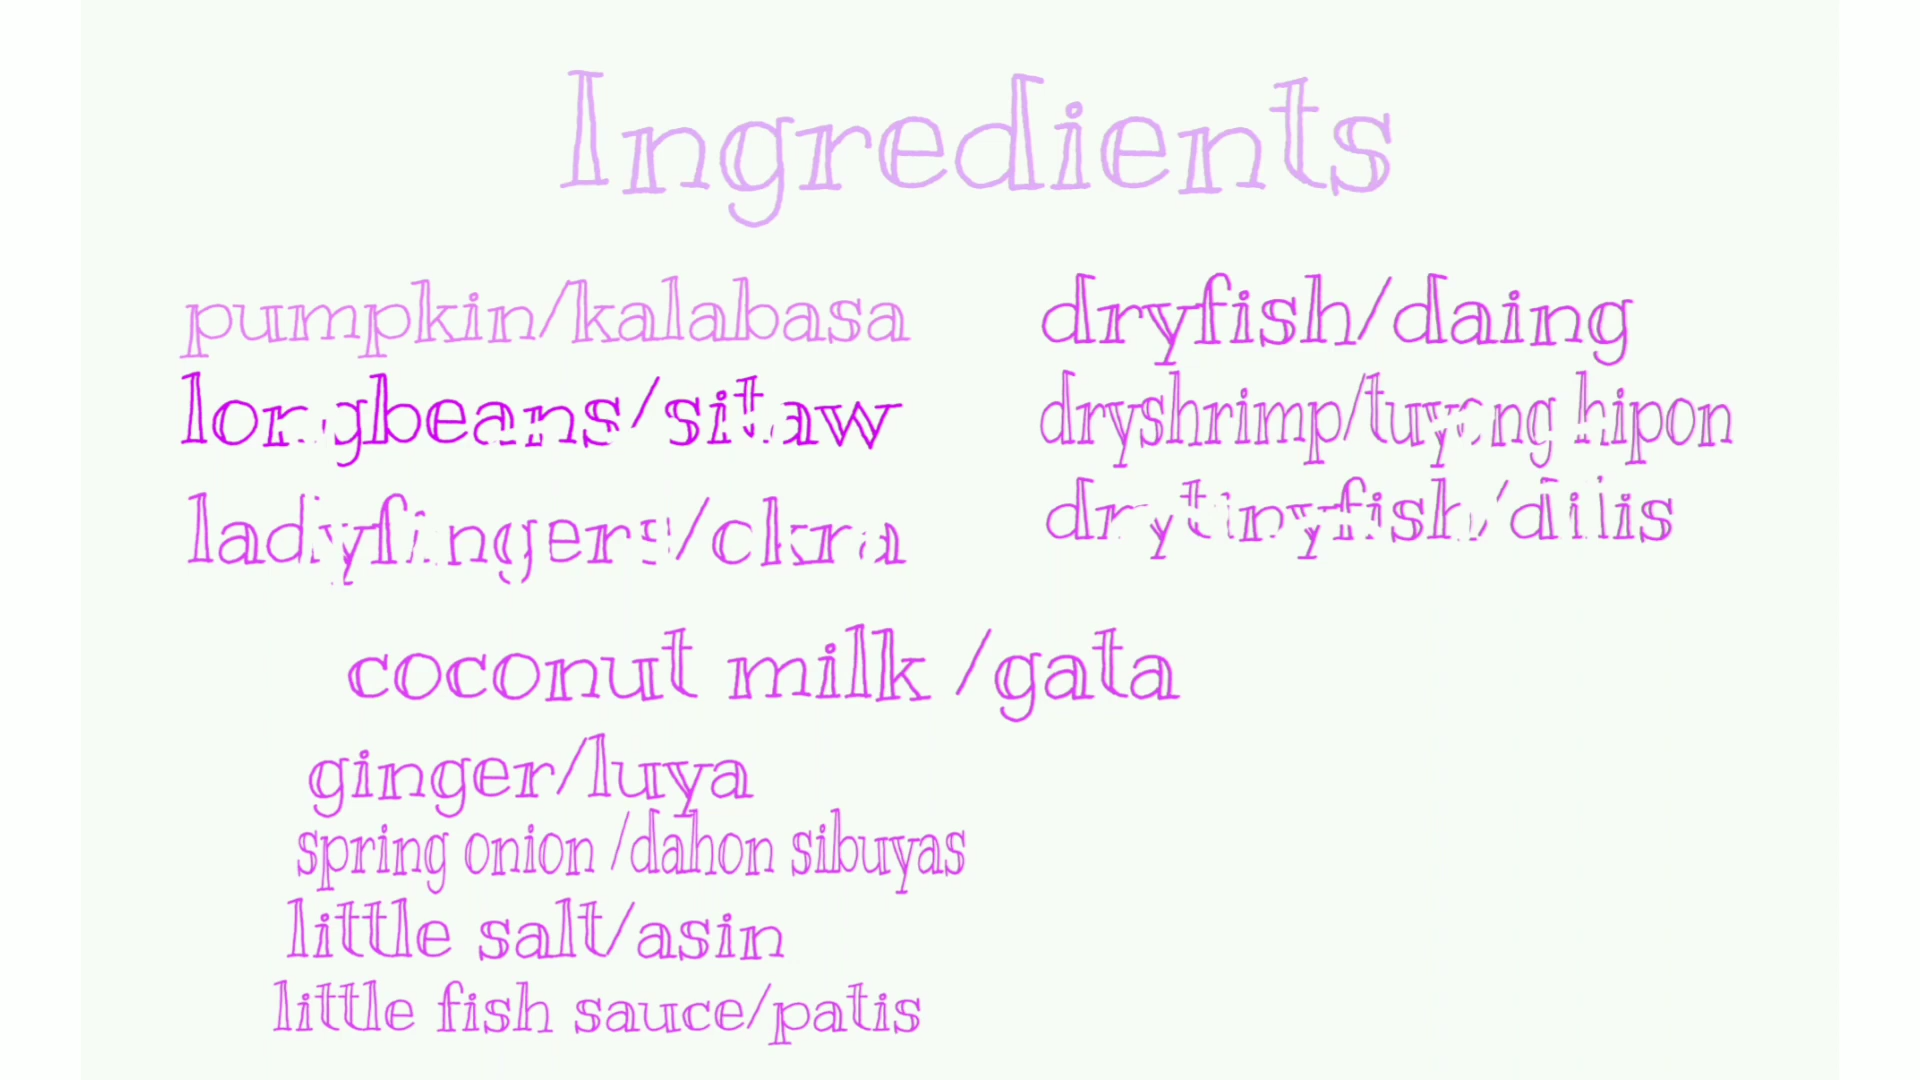 Ingredients
pumpkin/kalabasa
longbeans/sitaw
ladyfingers/okra
dryfish/daing
dryshrimp/tuyong hipon
drytinyfish/dilis
coconut milk /gata
ginger/luya
spring onion /dahon sibuyas
little salt/asin
little fish sauce/patis